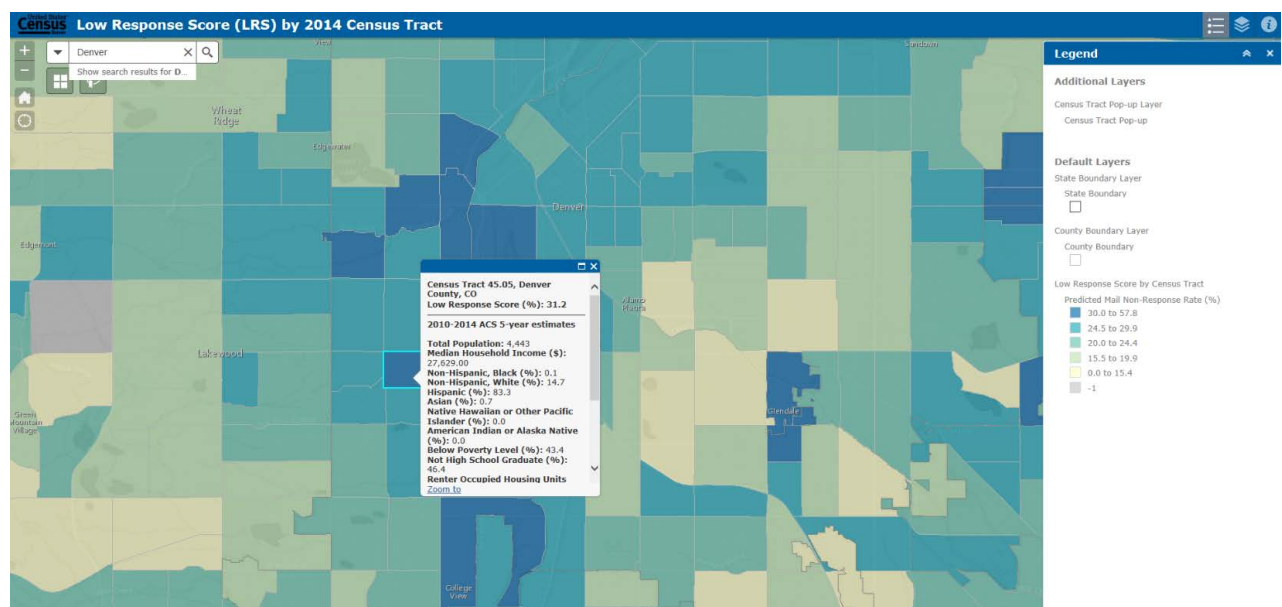 United States
Census
Bureau
Low Response Score (LRS) by 2014 Census Tract
Denver
Show search results for D...
View
Sandown
Wheat
Ridge
Edgewater
Denver
Edgemont
Alamo
Placita
Lakewood
Green
Mountain
Village
Glendale
College
View
Census Tract 45.05, Denver
County, CO
Low Response Score (%): 31.2
2010-2014 ACS 5-year estimates
Total Population: 4,443
Median Household Income ($):
27,629.00
Non-Hispanic, Black (%): 0.1
Non-Hispanic, White (%): 14.7
Hispanic (%): 83.3
Asian (%): 0.7
Native Hawaiian or Other Pacific
Islander (%): 0.0
American Indian or Alaska Native
(%): 0.0
Below Poverty Level (%): 43.4
Not High School Graduate (%):
46.4
Renter Occupied Housing Units
Zoom to
Legend
Additional Layers
Census Tract Pop-up Layer
Census Tract Pop-up
Default Layers
State Boundary Layer
State Boundary
County Boundary Layer
County Boundary
Low Response Score by Census Tract
Predicted Mail Non-Response Rate (%)
30.0 to 57.8
24.5 to 29.9
20.0 to 24.4
15.5 to 19.9
0.0 to 15.4
-1